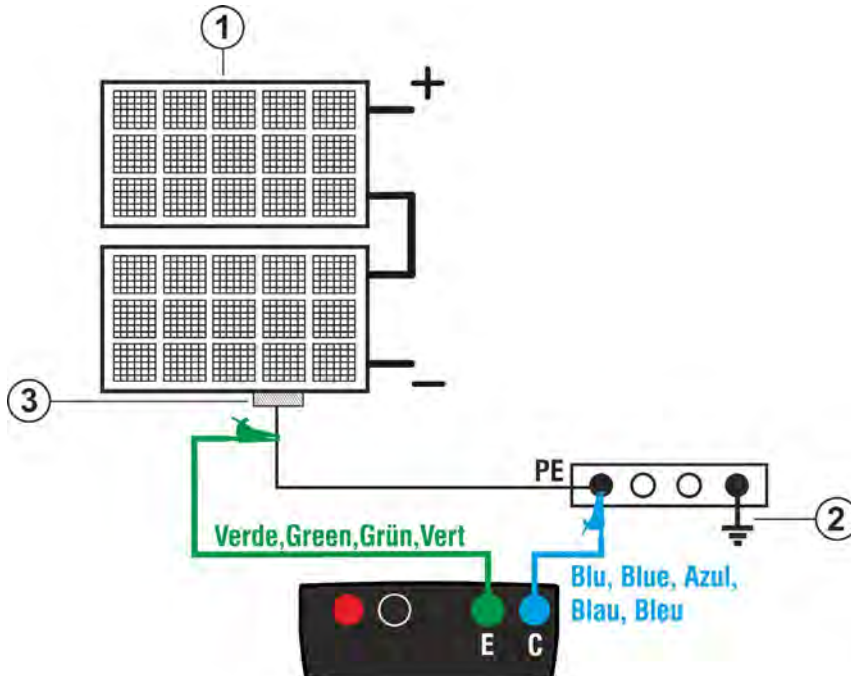 1
+
−
3
PE
2
Verde,Green,Grün,Vert
Blu, Blue, Azul,
Blau, Bleu
E C